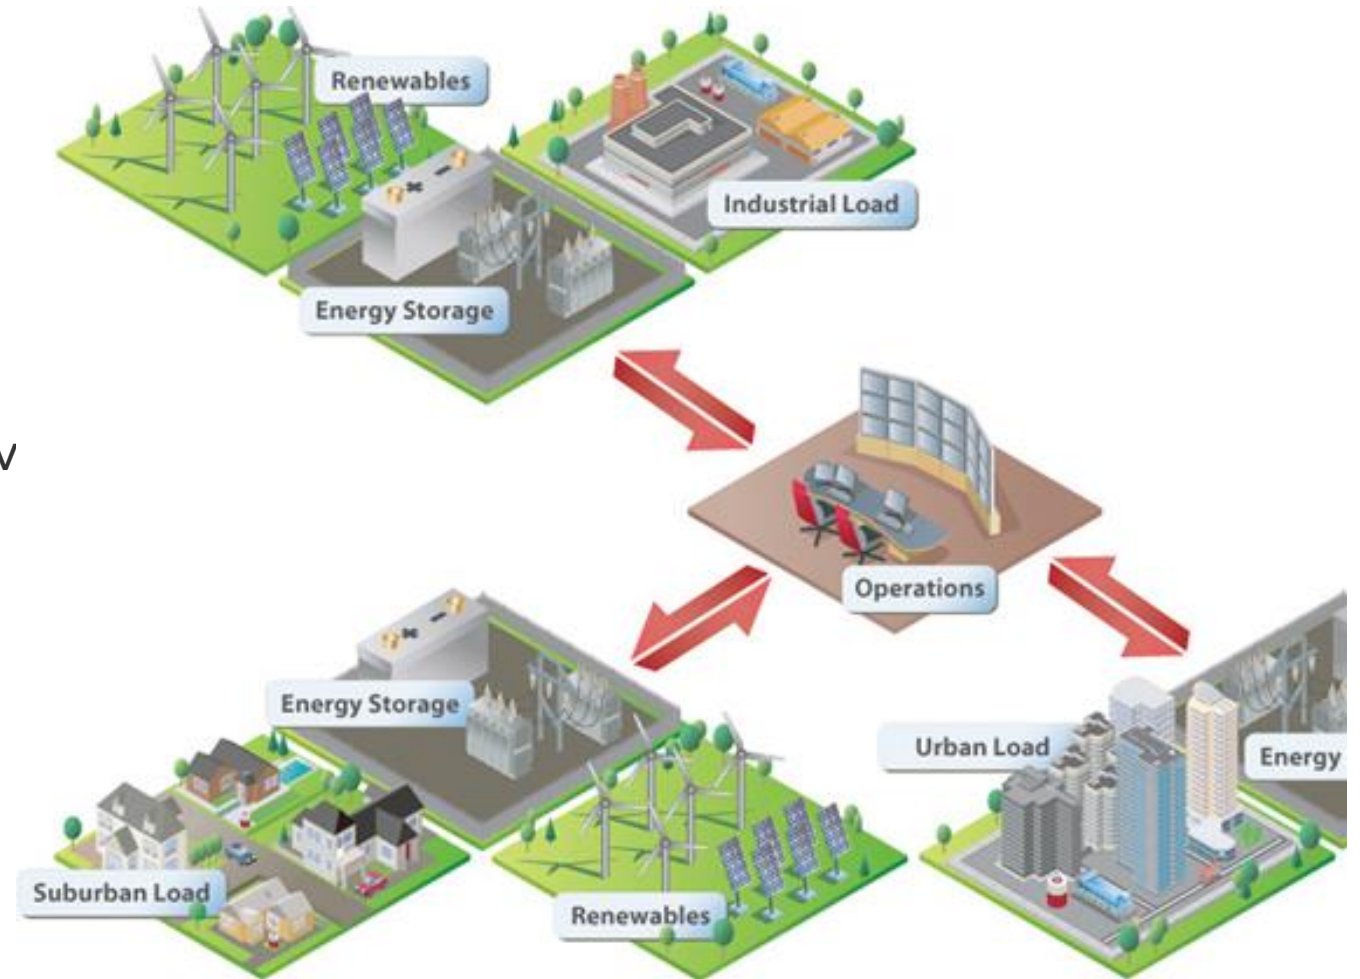 Renewables
Industrial Load
Energy Storage
v
Operations
Energy Storage
Urban Load
Energy
Suburban Load
Renewables